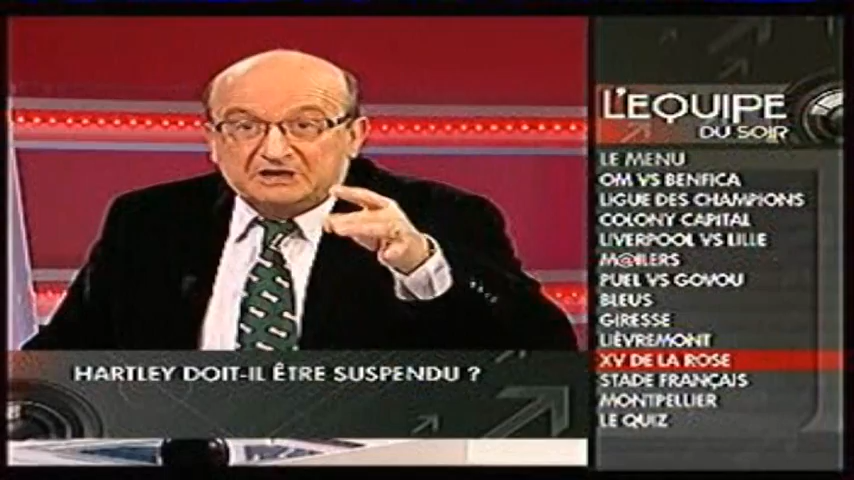 HARTLEY DOIT-IL ÊTRE SUSPENDU ?
L'EQUIPE
DU SOIR
LE MENU
OM VS BENFICA
LIGUE DES CHAMPIONS
COLONY CAPITAL
LIVERPOOL VS LILLE
M@ILERS
PUEL VS GOVOU
BLEUS
GIRESSE
LIÈVREMONT
XV DE LA ROSE
STADE FRANÇAIS
MONTPELLIER
LE QUIZ